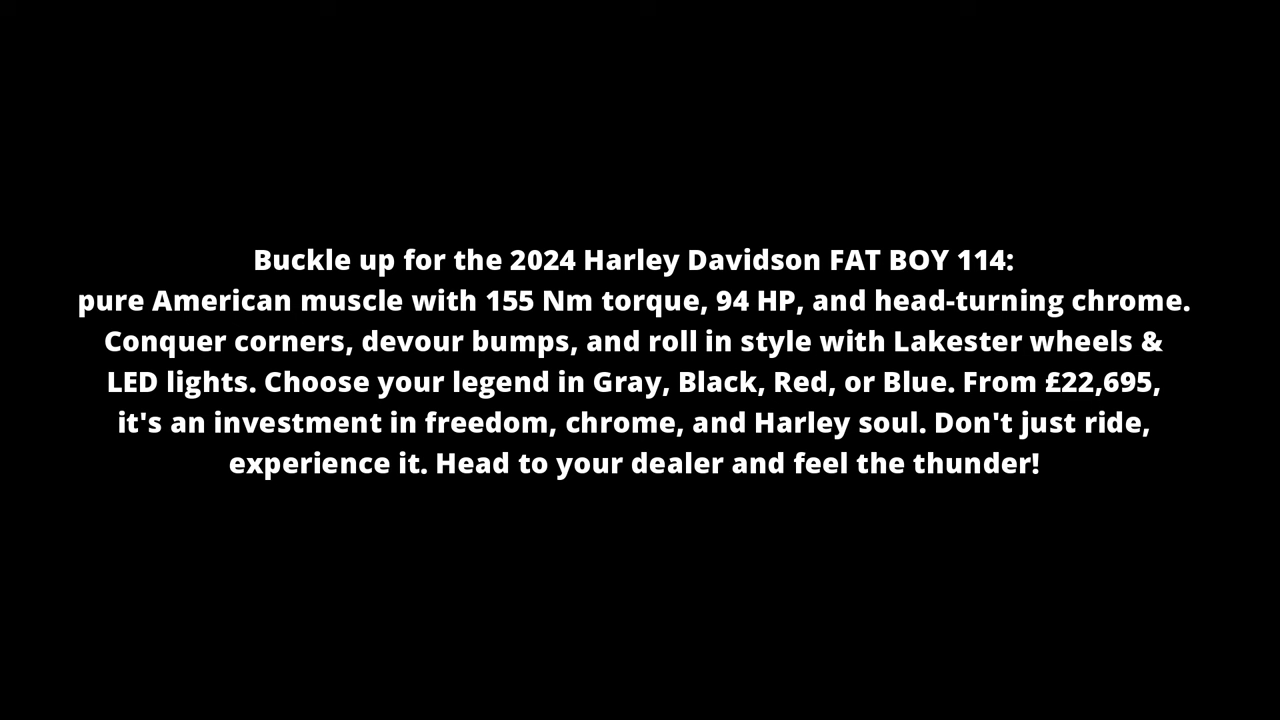 Buckle up for the 2024 Harley Davidson FAT BOY 114:
pure American muscle with 155 Nm torque, 94 HP, and head-turning chrome.
Conquer corners, devour bumps, and roll in style with Lakester wheels &
LED lights. Choose your legend in Gray, Black, Red, or Blue. From £22,695,
it's an investment in freedom, chrome, and Harley soul. Don't just ride,
experience it. Head to your dealer and feel the thunder!